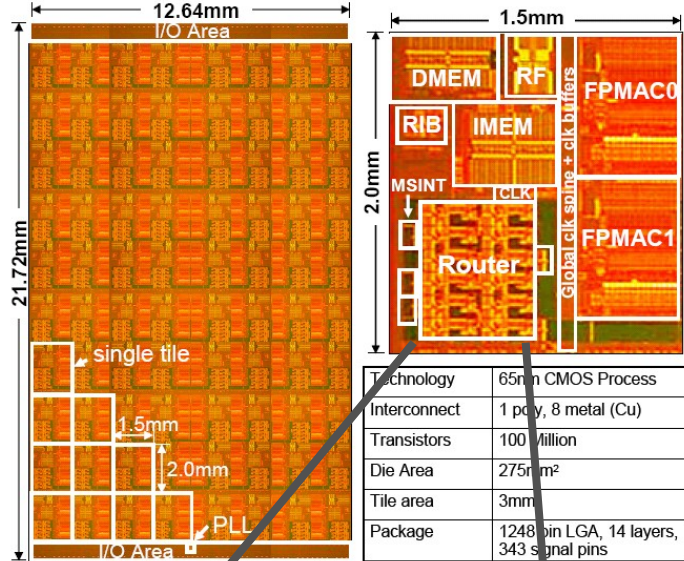 12.64mm
I/O Area
21.72mm
single tile
1.5mm
2.0mm
PLL
I/O Area
1.5mm
2.0mm
DMEM
RF
RIB
IMEM
CLK
MSINT
Router
Global clk spine + clk buffers
FPMAC0
FPMAC1
Technology 65nm CMOS Process
Interconnect 1 poly, 8 metal (Cu)
Transistors 100 Million
Die Area 275mm²
Tile area 3mm
Package 1248 pin LGA, 14 layers,
343 signal pins